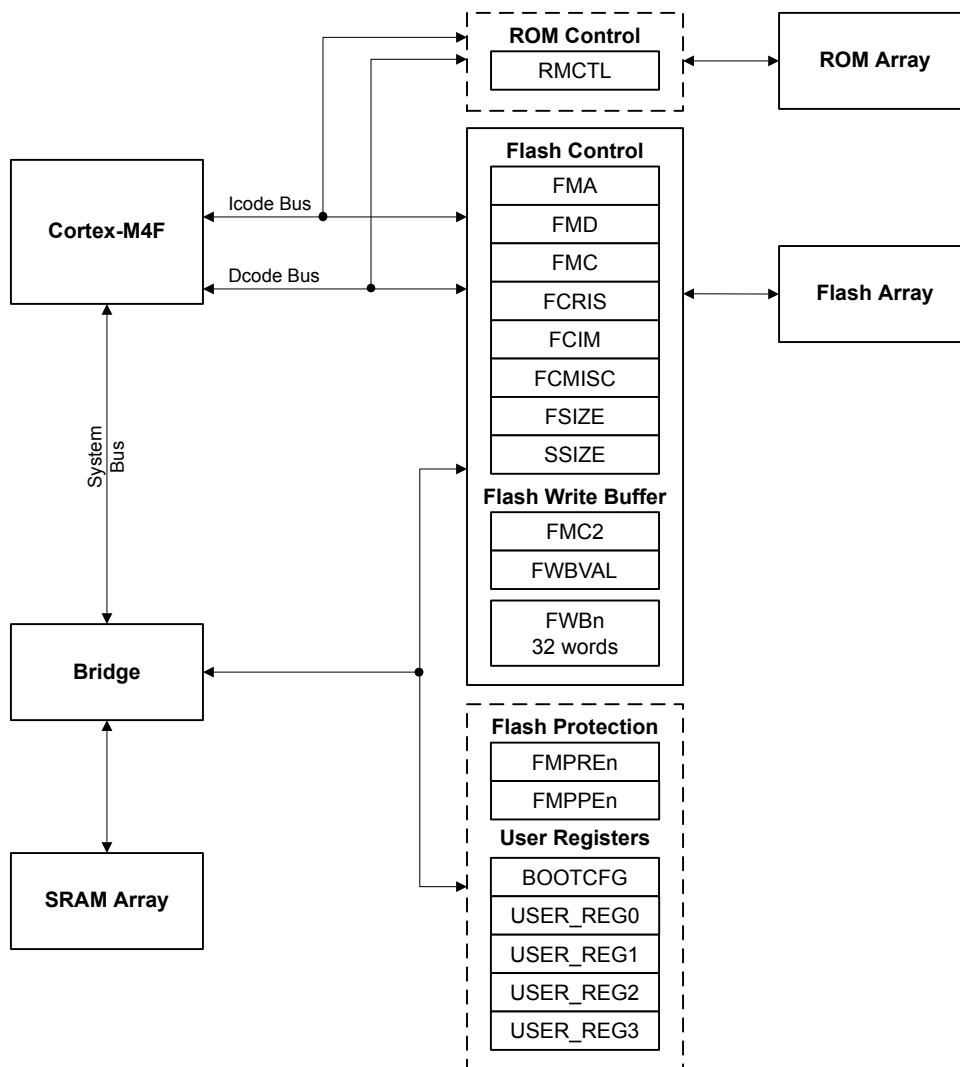 ROM Control
RMCTL
ROM Array
Flash Control
FMA
FMD
FMC
FCRIS
FCIM
FCMISC
FSIZE
SSIZE
Flash Write Buffer
FMC2
FWBVAL
FWBn
32 words
Cortex-M4F
Icode Bus
Dcode Bus
Flash Array
System
Bus
Bridge
SRAM Array
Flash Protection
FMPREn
FMPPEn
User Registers
BOOTCFG
USER_REG0
USER_REG1
USER_REG2
USER_REG3